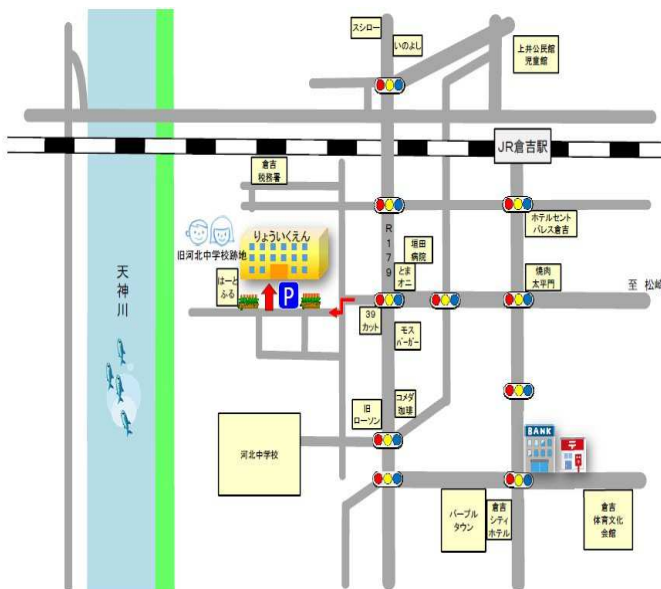 スシロー
いのよし
上井公民館
児童館
JR倉吉駅
倉吉
税務署
りょういくえん
旧河北中学校跡地
はーと
ふる
P
R179
垣田
病院
とま
オニ
ホテルセント
パレス倉吉
焼肉
太平門
至 松崎
天神川
39
カット
モス
バーガー
旧
ローソン
コメダ
珈琲
河北中学校
BANK
〒
パープル
タウン
倉吉
シティ
ホテル
倉吉
体育文化
会館